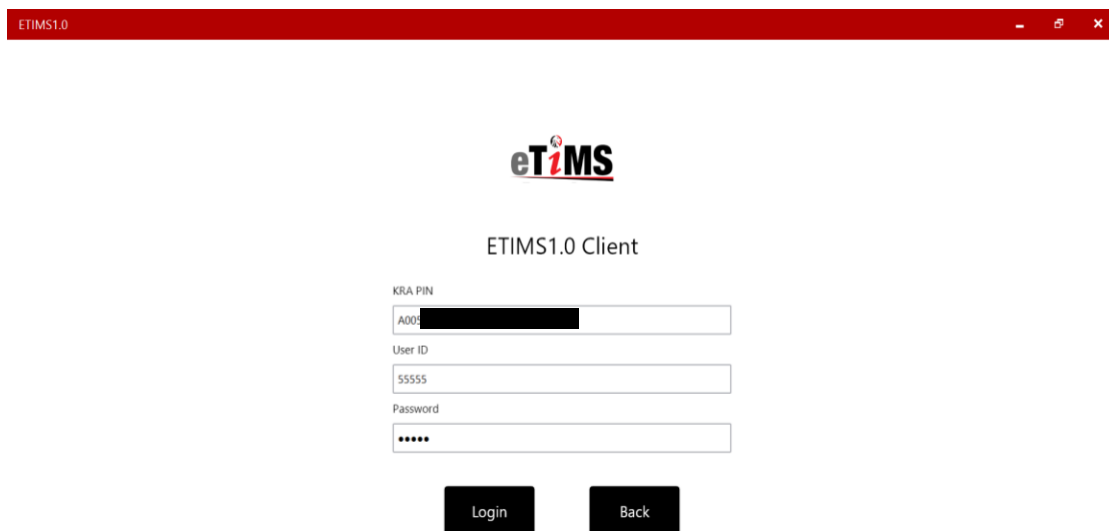 ETIMS1.0
eTiMS
ETIMS1.0 Client
KRA PIN
A005
User ID
55555
Password
•••••
Login Back